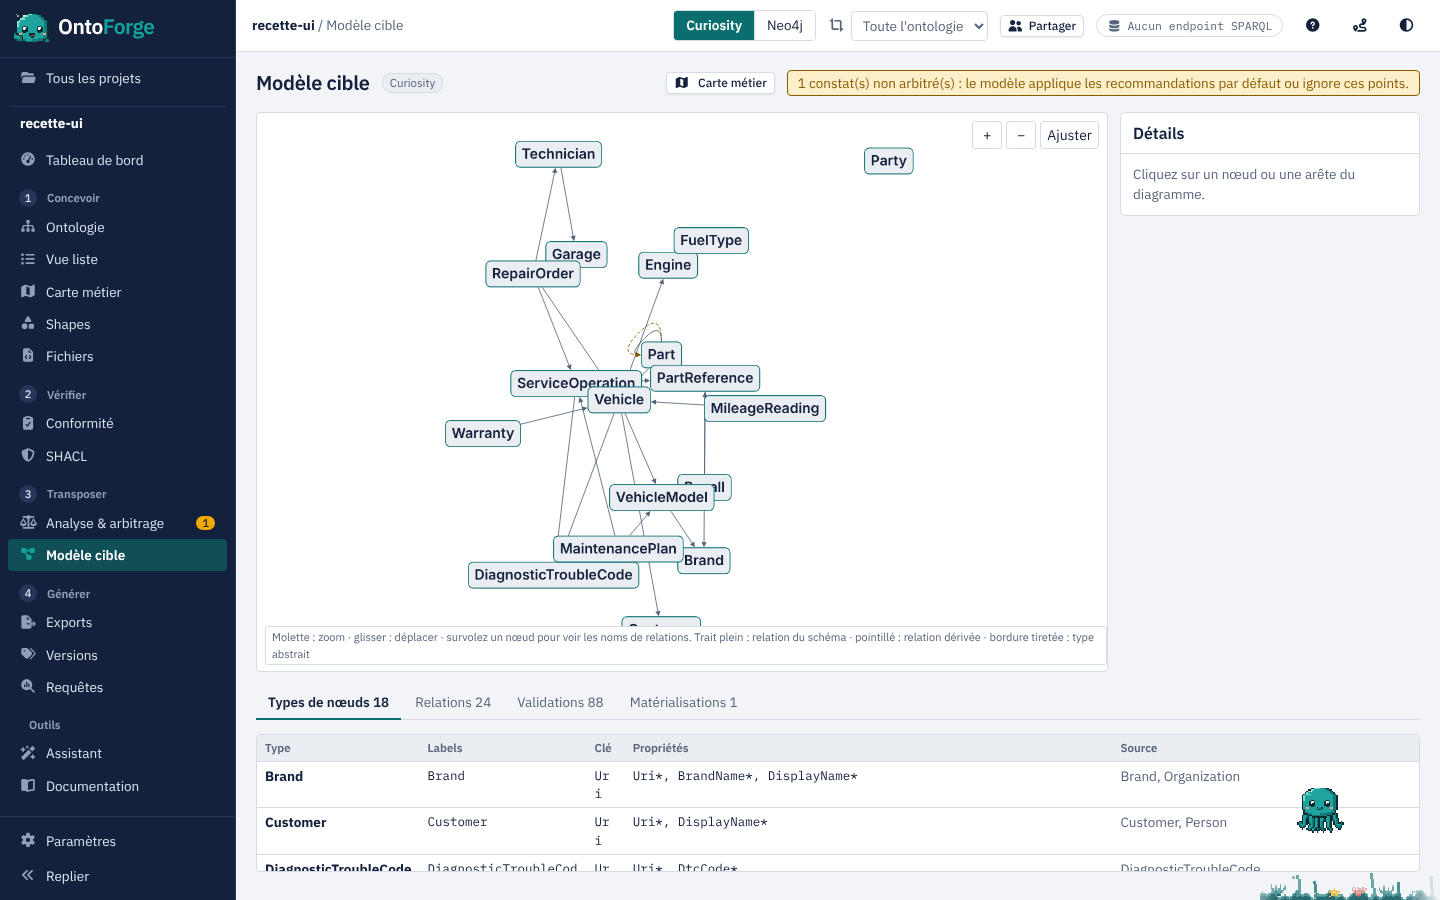 OntoForge
Tous les projets
recette-ui
Tableau de bord
1 Concevoir
Ontologie
Vue liste
Carte métier
Shapes
Fichiers
2 Vérifier
Conformité
SHACL
3 Transposer
Analyse & arbitrage 1
Modèle cible
4 Générer
Exports
Versions
Requêtes
Outils
Assistant
Documentation
Paramètres
Replier
recette-ui / Modèle cible
Curiosity Neo4j
Toute l'ontologie
Partager
Aucun endpoint SPARQL
Modèle cible Curiosity
Carte métier
1 constat(s) non arbitré(s) : le modèle applique les recommandations par défaut ou ignore ces points.
+ − Ajuster
Technician
Party
FuelType
Garage
Engine
RepairOrder
Part
PartReference
ServiceOperation
Vehicle
MileageReading
Warranty
VehicleModel
MaintenancePlan
Brand
DiagnosticTroubleCode
Molette : zoom · glisser : déplacer · survolez un nœud pour voir les noms de relations. Trait plein : relation du schéma · pointillé : relation dérivée · bordure tiretée : type
abstrait
Détails
Cliquez sur un nœud ou une arête du
diagramme.
Types de nœuds 18 Relations 24 Validations 88 Matérialisations 1
Type Labels Clé Propriétés Source
Brand Brand Ur
i Uri*, BrandName*, DisplayName* Brand, Organization
Customer Customer Ur
i Uri*, DisplayName* Customer, Person
DiagnosticTroubleCode DiagnosticTroubleCod Ur Uri*, DtcCode* DiagnosticTroubleCode